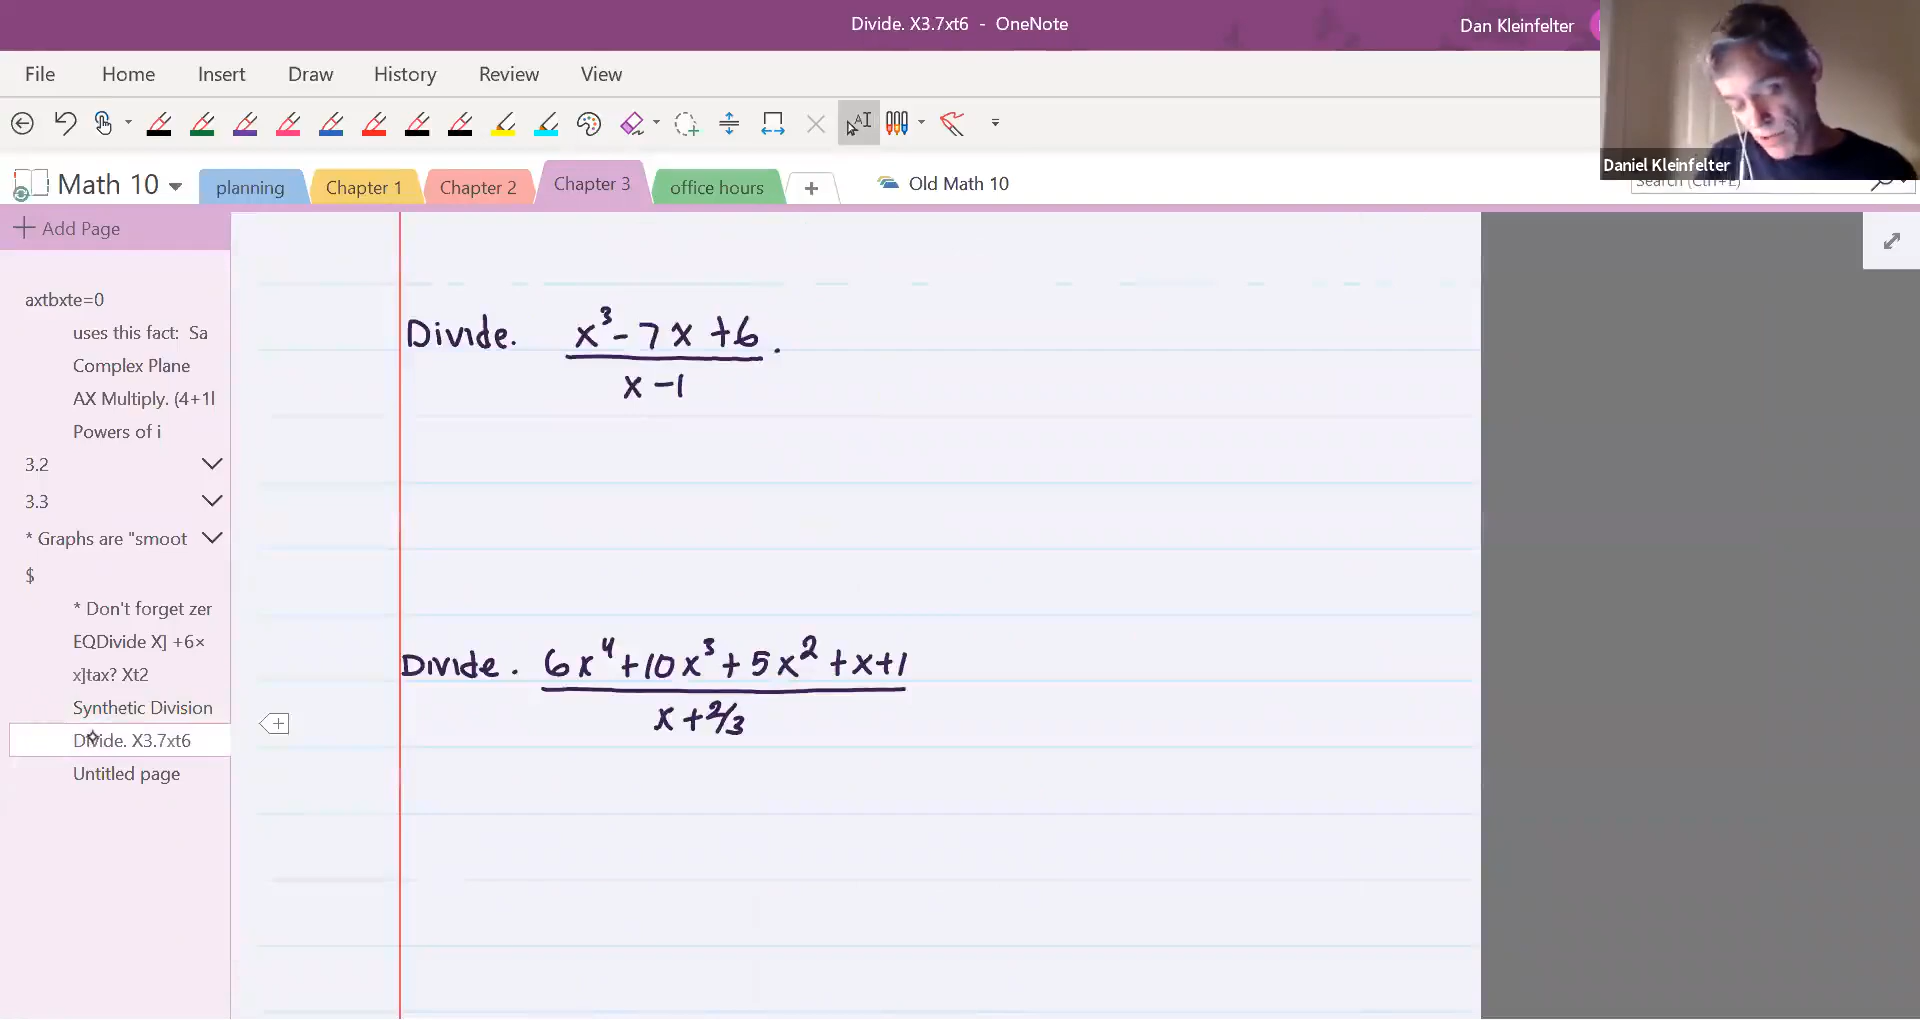 Divide. X3.7xt6 - OneNote
Dan Kleinfelter
File Home Insert Draw History Review View
Daniel Kleinfelter
Math 10 planning Chapter 1 Chapter 2 Chapter 3 office hours + Old Math 10
Search (Ctrl+E)
Add Page
axtbxte=0
uses this fact: Sa
Complex Plane
AX Multiply. (4+1l
Powers of i
3.2
3.3
* Graphs are "smoot
$
* Don't forget zer
EQDivide X] +6×
x]tax? Xt2
Synthetic Division
Divide. X3.7xt6
Untitled page
Divide. x³ - 7x + 6 .
x - 1
Divide. 6x⁴ + 10x³ + 5x² + x + 1
x + 2/3